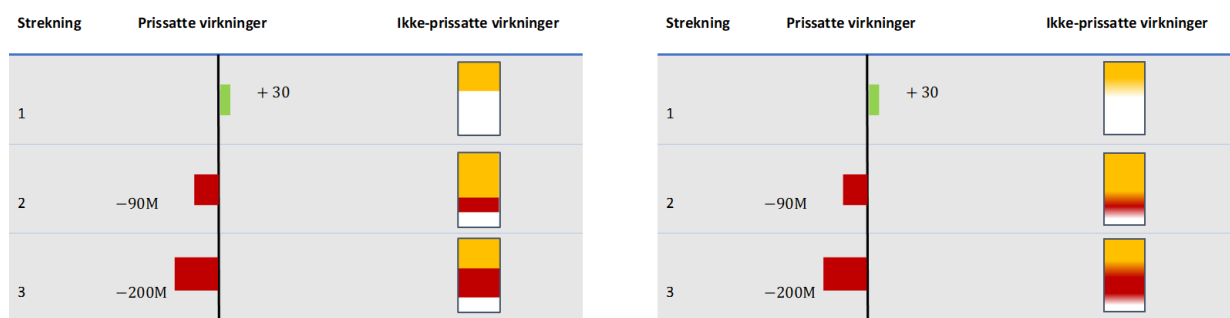 Strekning Prissatte virkninger Ikke-prissatte virkninger
1 +30
2 −90M
3 −200M
Strekning Prissatte virkninger Ikke-prissatte virkninger
1 +30
2 −90M
3 −200M